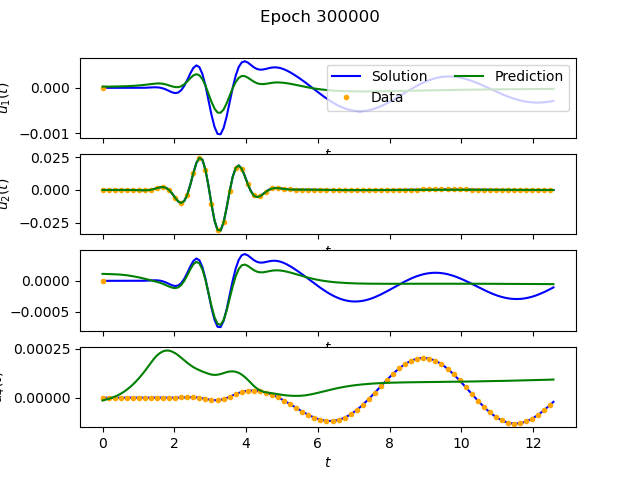 Epoch 300000
0.000
-0.001
u1(t)
Solution
Prediction
Data
t
0.025
0.000
−0.025
u2(t)
t
0.0000
−0.0005
t
0.00025
0.00000
0 2 4 6 8 10 12
t